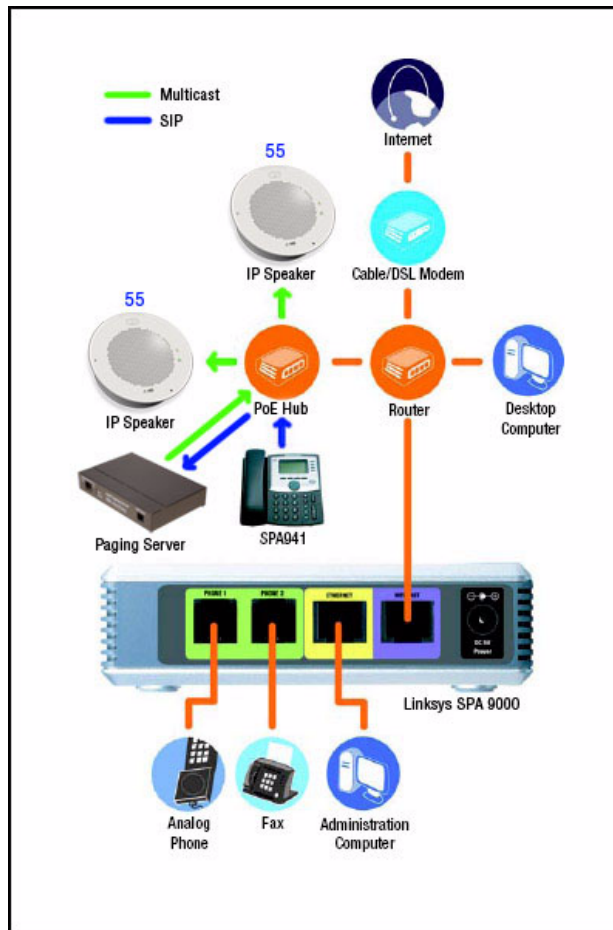 Multicast
SIP
Internet
55
IP Speaker
Cable/DSL Modem
55
IP Speaker
PoE Hub
Router
Desktop
Computer
Paging Server
SPA941
PHONE 1
PHONE 2
ETHERNET
INTERNET
DC 5V
Power
Linksys SPA 9000
Analog
Phone
Fax
Administration
Computer